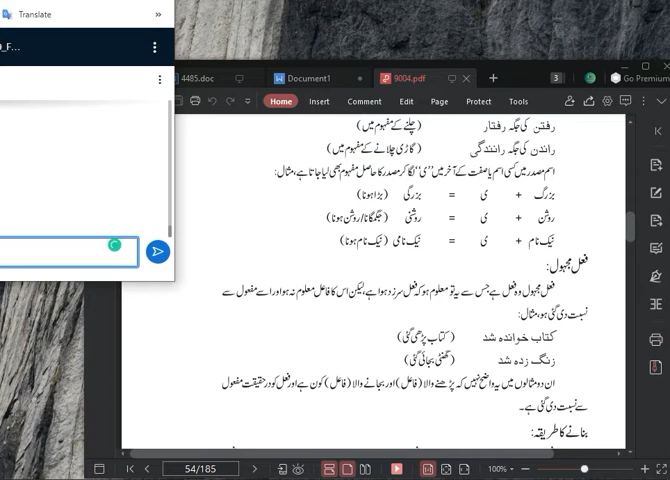 Translate
»
0_F...
4485.doc
Document1
9004.pdf
3
Go Premium
Home
Insert
Comment
Edit
Page
Protect
Tools
رفتن کی جگہ رفتار (چلنے کے مفہوم میں)
راندن کی جگہ رانندگی (گاڑی چلانے کے مفہوم میں)
اسم مصدر میں کسی اسم یا صفت کے آخر میں "ی" لگا کر مصدر کا حاصل مفہوم بھی لیا جاتا ہے، مثال:
بزرگ + ی = بزرگی (بڑا ہونا)
روشن + ی = روشنی (جگمگانا/روشن ہونا)
نیک نام + ی = نیک نامی (نیک نام ہونا)
فعل مجہول:
فعل مجہول وہ فعل ہے جس سے یہ تو معلوم ہو کہ فعل سرزد ہوا ہے، لیکن اس کا فاعل معلوم نہ ہو اور اسے مفعول سے
نسبت دی گئی ہو، مثال:
کتاب خواندہ شد (کتاب پڑھی گئی)
زنگ زدہ شد (گھنٹی بجائی گئی)
ان دو مثالوں میں یہ واضح نہیں کہ پڑھنے والا (فاعل) اور بجانے والا (فاعل) کون ہے اور فعل کو در حقیقت مفعول
سے نسبت دی گئی ہے۔
بنانے کا طریقہ:
54/185
100%